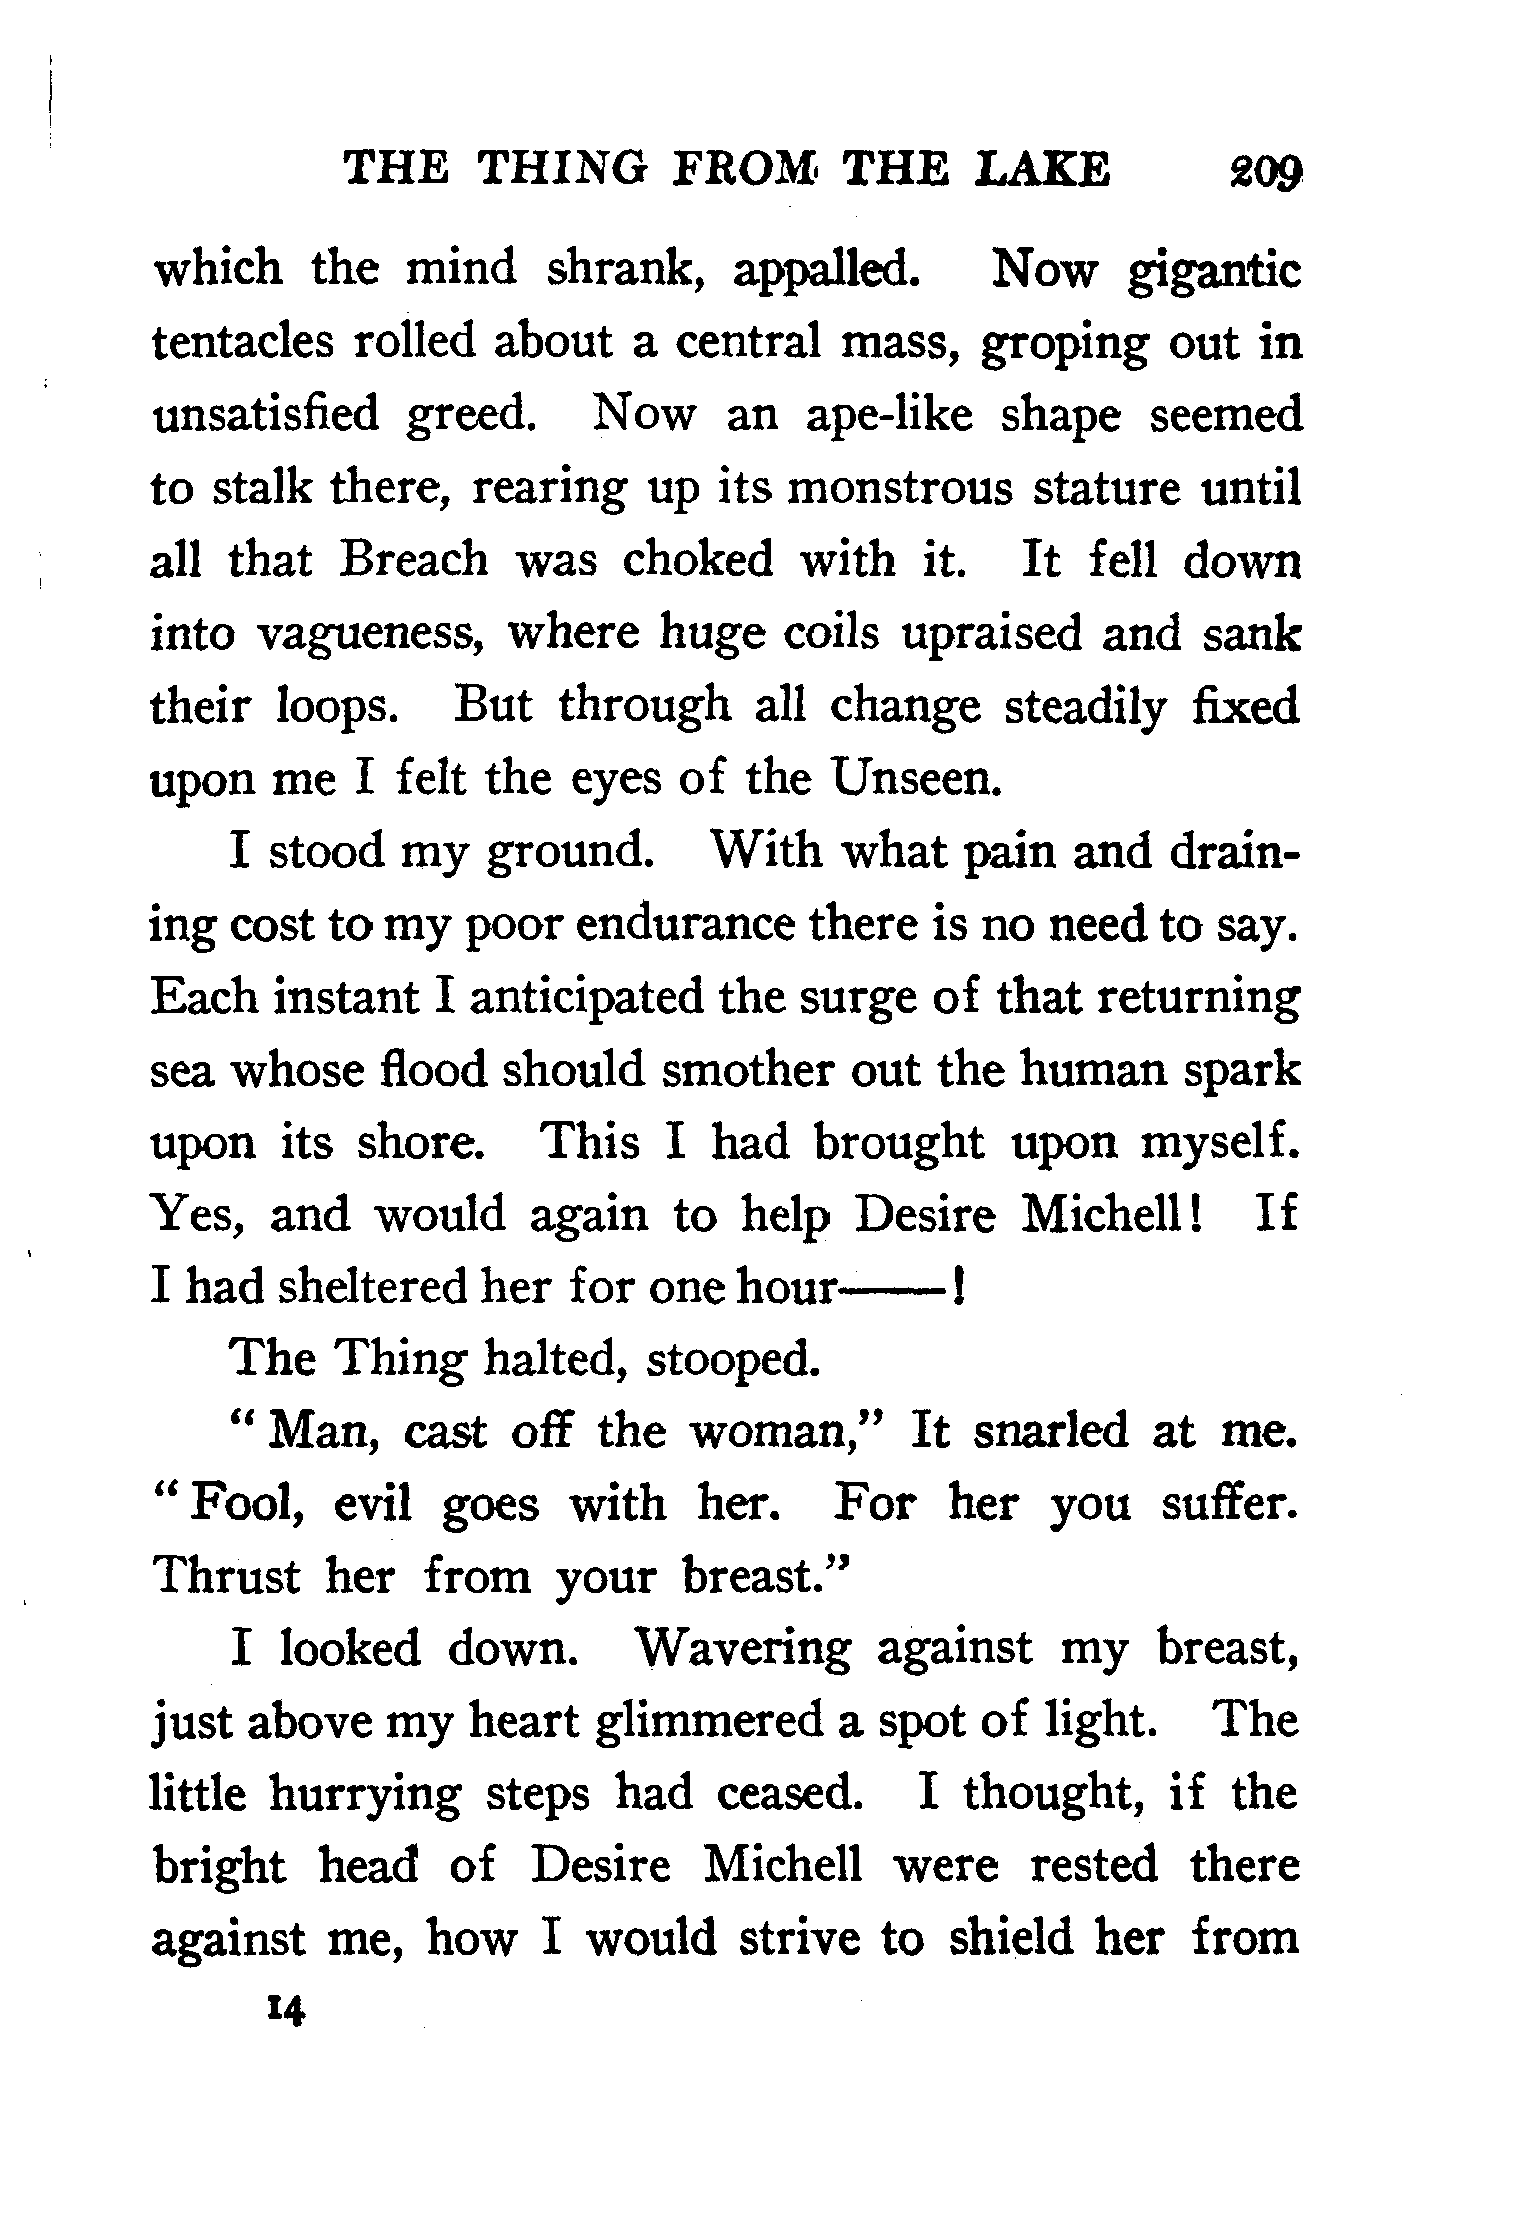 THE THING FROM THE LAKE 209
which the mind shrank, appalled. Now gigantic
tentacles rolled about a central mass, groping out in
unsatisfied greed. Now an ape-like shape seemed
to stalk there, rearing up its monstrous stature until
all that Breach was choked with it. It fell down
into vagueness, where huge coils upraised and sank
their loops. But through all change steadily fixed
upon me I felt the eyes of the Unseen.
I stood my ground. With what pain and drain-
ing cost to my poor endurance there is no need to say.
Each instant I anticipated the surge of that returning
sea whose flood should smother out the human spark
upon its shore. This I had brought upon myself.
Yes, and would again to help Desire Michell! If
I had sheltered her for one hour——!
The Thing halted, stooped.
“Man, cast off the woman,” It snarled at me.
“Fool, evil goes with her. For her you suffer.
Thrust her from your breast.”
I looked down. Wavering against my breast,
just above my heart glimmered a spot of light. The
little hurrying steps had ceased. I thought, if the
bright head of Desire Michell were rested there
against me, how I would strive to shield her from
14